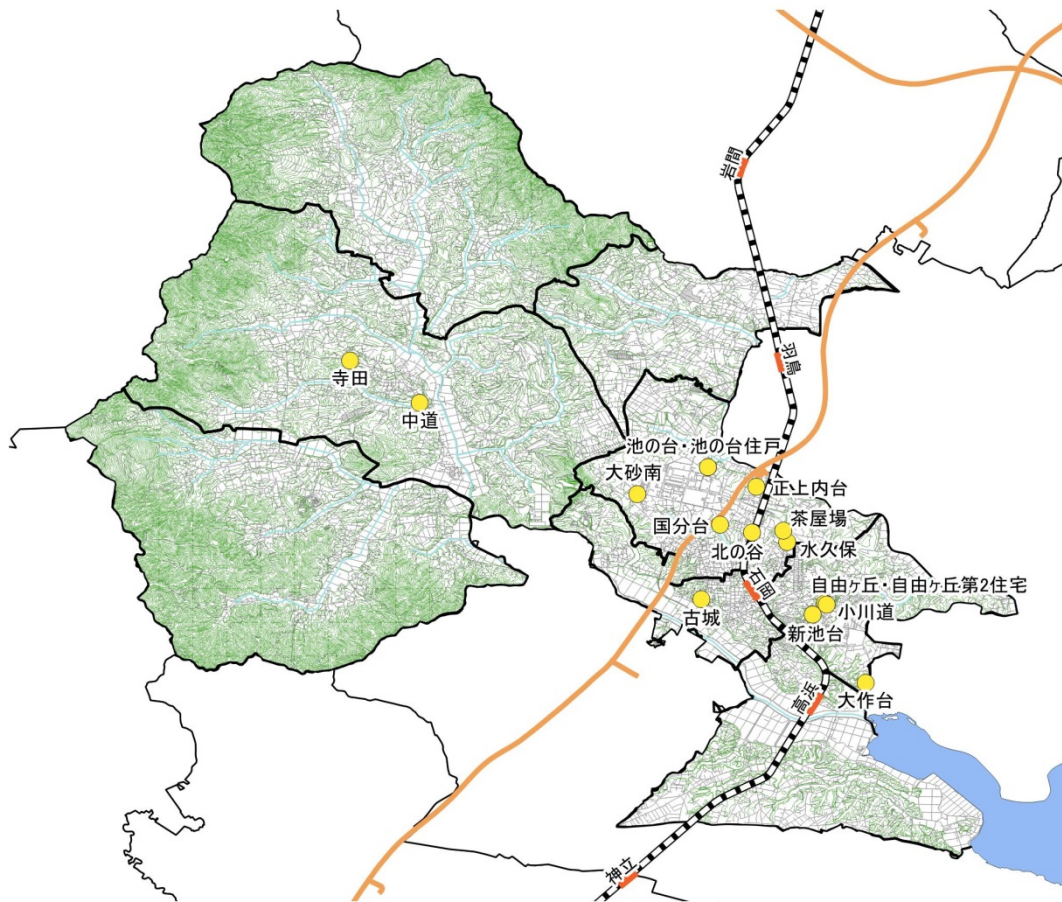 岩間
羽鳥
寺田
中道
池の台・池の台住戸
大砂南
正上内台
茶屋場
国分台
北の谷
水久保
石岡
自由ヶ丘・自由ヶ丘第2住宅
古城
小川道
新池台
大作台
高浜
神立